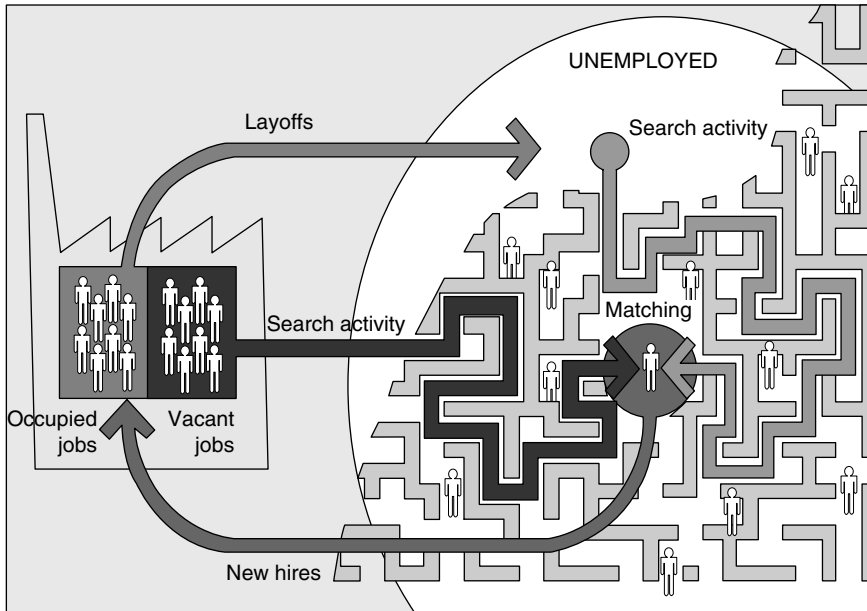 UNEMPLOYED
Layoffs
Search activity
Matching
Search activity
Occupied
jobs
Vacant
jobs
New hires